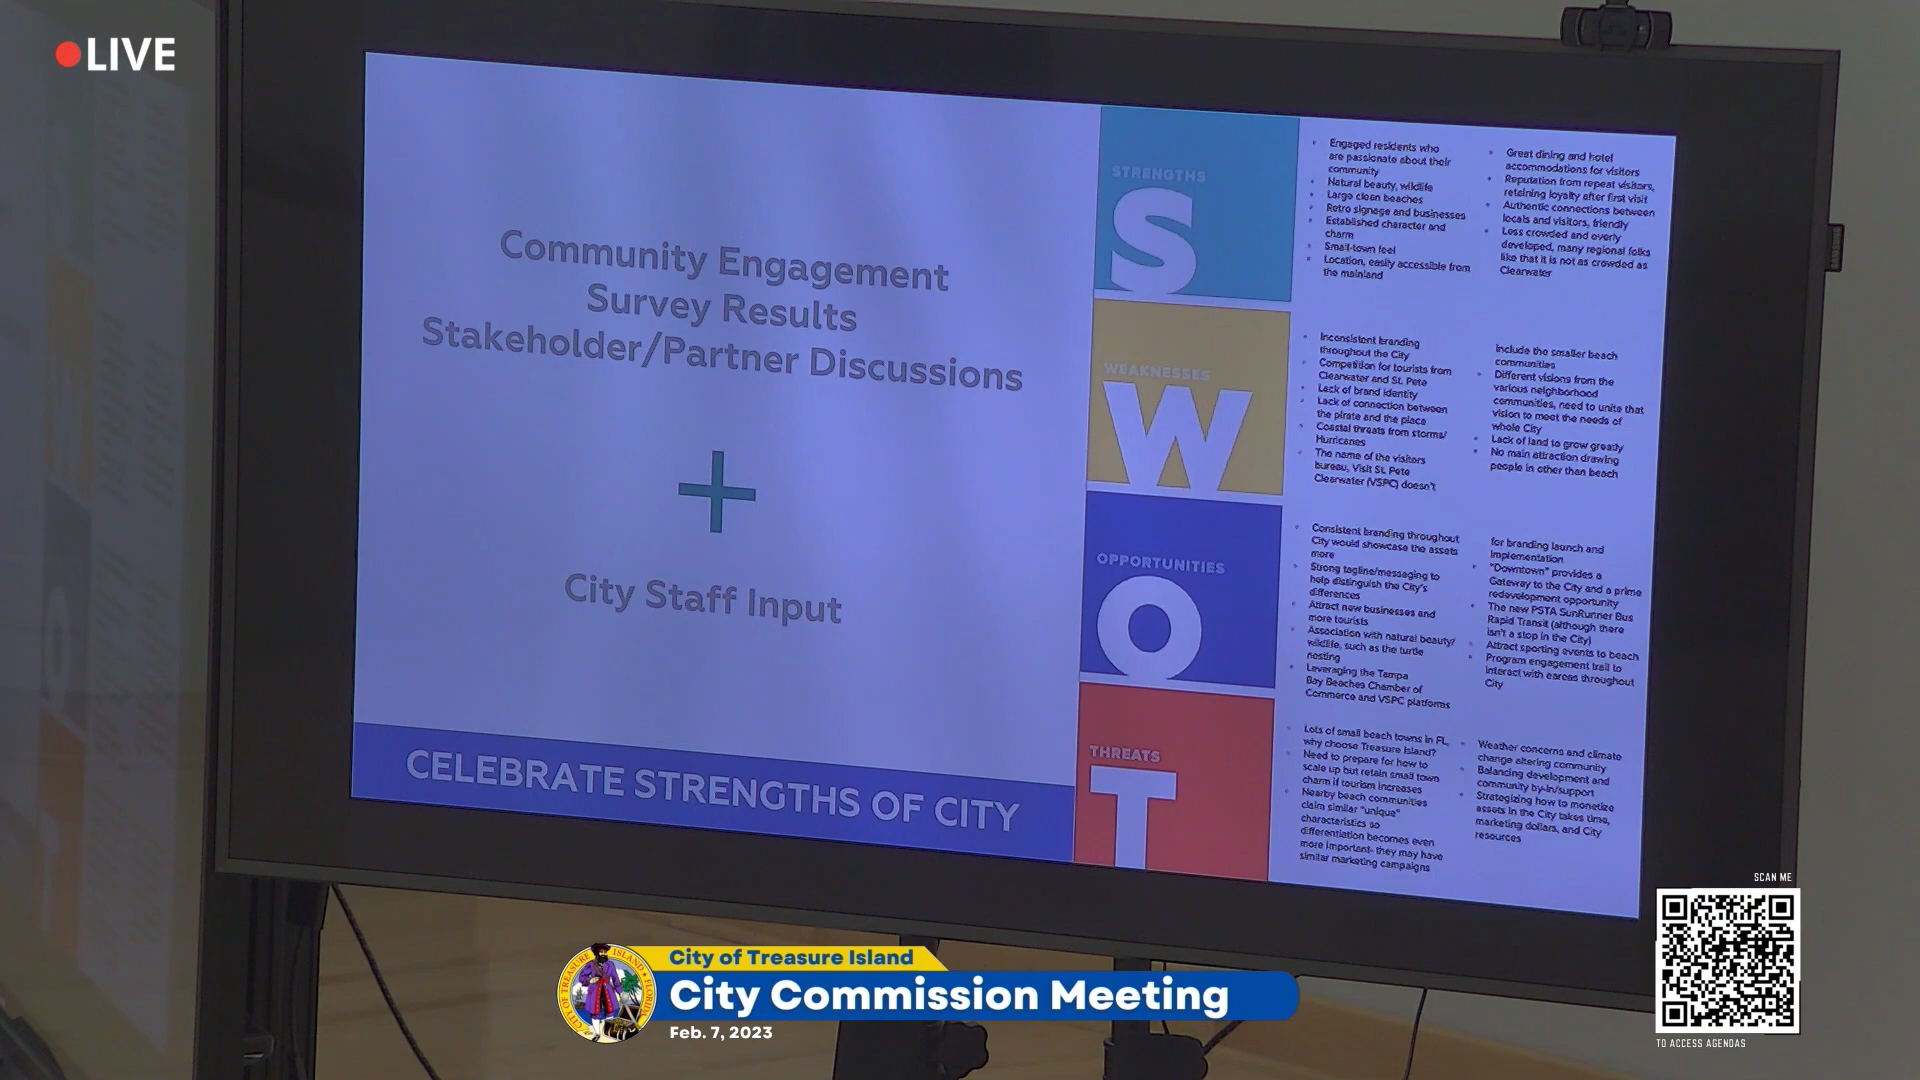 LIVE
Community Engagement
Survey Results
Stakeholder/Partner Discussions
+
City Staff Input
CELEBRATE STRENGTHS OF CITY
STRENGTHS
S
• Engaged residents who
are passionate about their
community
• Natural beauty, wildlife
• Large clean beaches
• Retro signage and businesses
• Established character and
charm
• Small-town feel
• Location, easily accessible from
the mainland
• Great dining and hotel
accommodations for visitors
• Reputation from repeat visitors,
retaining loyalty after first visit
• Authentic connections between
locals and visitors, friendly
• Less crowded and overly
developed, many regional folks
like that it is not as crowded as
Clearwater
WEAKNESSES
W
• Inconsistent branding
throughout the City
• Competition for tourists from
Clearwater and St. Pete
• Lack of brand identity
• Lack of connection between
the pirate and the place
• Coastal threats from storms/
Hurricanes
• The name of the visitors
bureau, Visit St. Pete
Clearwater (VSPC) doesn't
include the smaller beach
communities
• Different visions from the
various neighborhood
communities, need to unite that
vision to meet the needs of
whole City
• Lack of land to grow greatly
• No main attraction drawing
people in other than beach
OPPORTUNITIES
O
• Consistent branding throughout
City would showcase the assets
more
• Strong tagline/messaging to
help distinguish the City's
differences
• Attract new businesses and
more tourists
• Association with natural beauty/
wildlife, such as the turtle
nesting
• Leveraging the Tampa
Bay Beaches Chamber of
Commerce and VSPC platforms
for branding launch and
implementation
• "Downtown" provides a
Gateway to the City and a prime
redevelopment opportunity
• The new PSTA SunRunner Bus
Rapid Transit (although there
isn't a stop in the City)
• Attract sporting events to beach
• Program engagement trail to
interact with eareas throughout
City
THREATS
T
• Lots of small beach towns in FL,
why choose Treasure Island?
• Need to prepare for how to
scale up but retain small town
charm if tourism increases
• Nearby beach communities
claim similar "unique"
characteristics so
differentiation becomes even
more important- they may have
similar marketing campaigns
• Weather concerns and climate
change altering community
• Balancing development and
community by-in/support
• Strategizing how to monetize
assets in the City takes time,
marketing dollars, and City
resources
SCAN ME
TO ACCESS AGENDAS
CITY OF TREASURE ISLAND • FLORIDA
City of Treasure Island
City Commission Meeting
Feb. 7, 2023